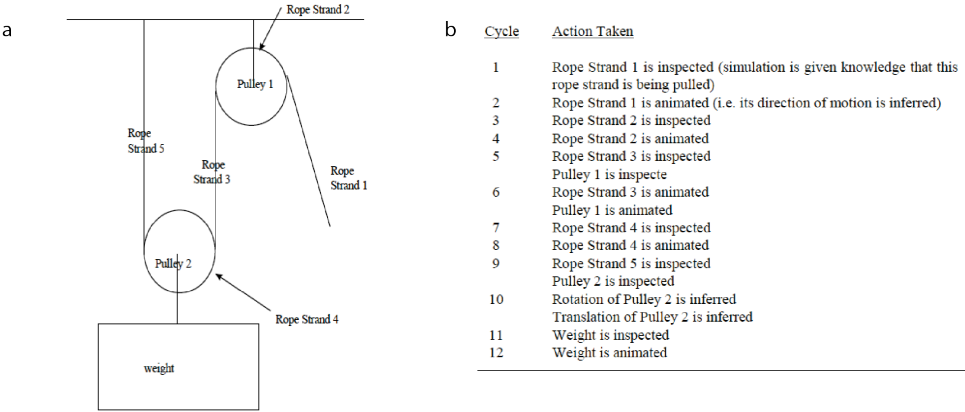 a
Rope Strand 2
Pulley 1
Rope
Strand 5
Rope
Strand 3
Rope
Strand 1
Pulley 2
Rope Strand 4
weight
b
Cycle Action Taken
1 Rope Strand 1 is inspected (simulation is given knowledge that this
rope strand is being pulled)
2 Rope Strand 1 is animated (i.e. its direction of motion is inferred)
3 Rope Strand 2 is inspected
4 Rope Strand 2 is animated
5 Rope Strand 3 is inspected
Pulley 1 is inspecte
6 Rope Strand 3 is animated
Pulley 1 is animated
7 Rope Strand 4 is inspected
8 Rope Strand 4 is animated
9 Rope Strand 5 is inspected
Pulley 2 is inspected
10 Rotation of Pulley 2 is inferred
Translation of Pulley 2 is inferred
11 Weight is inspected
12 Weight is animated